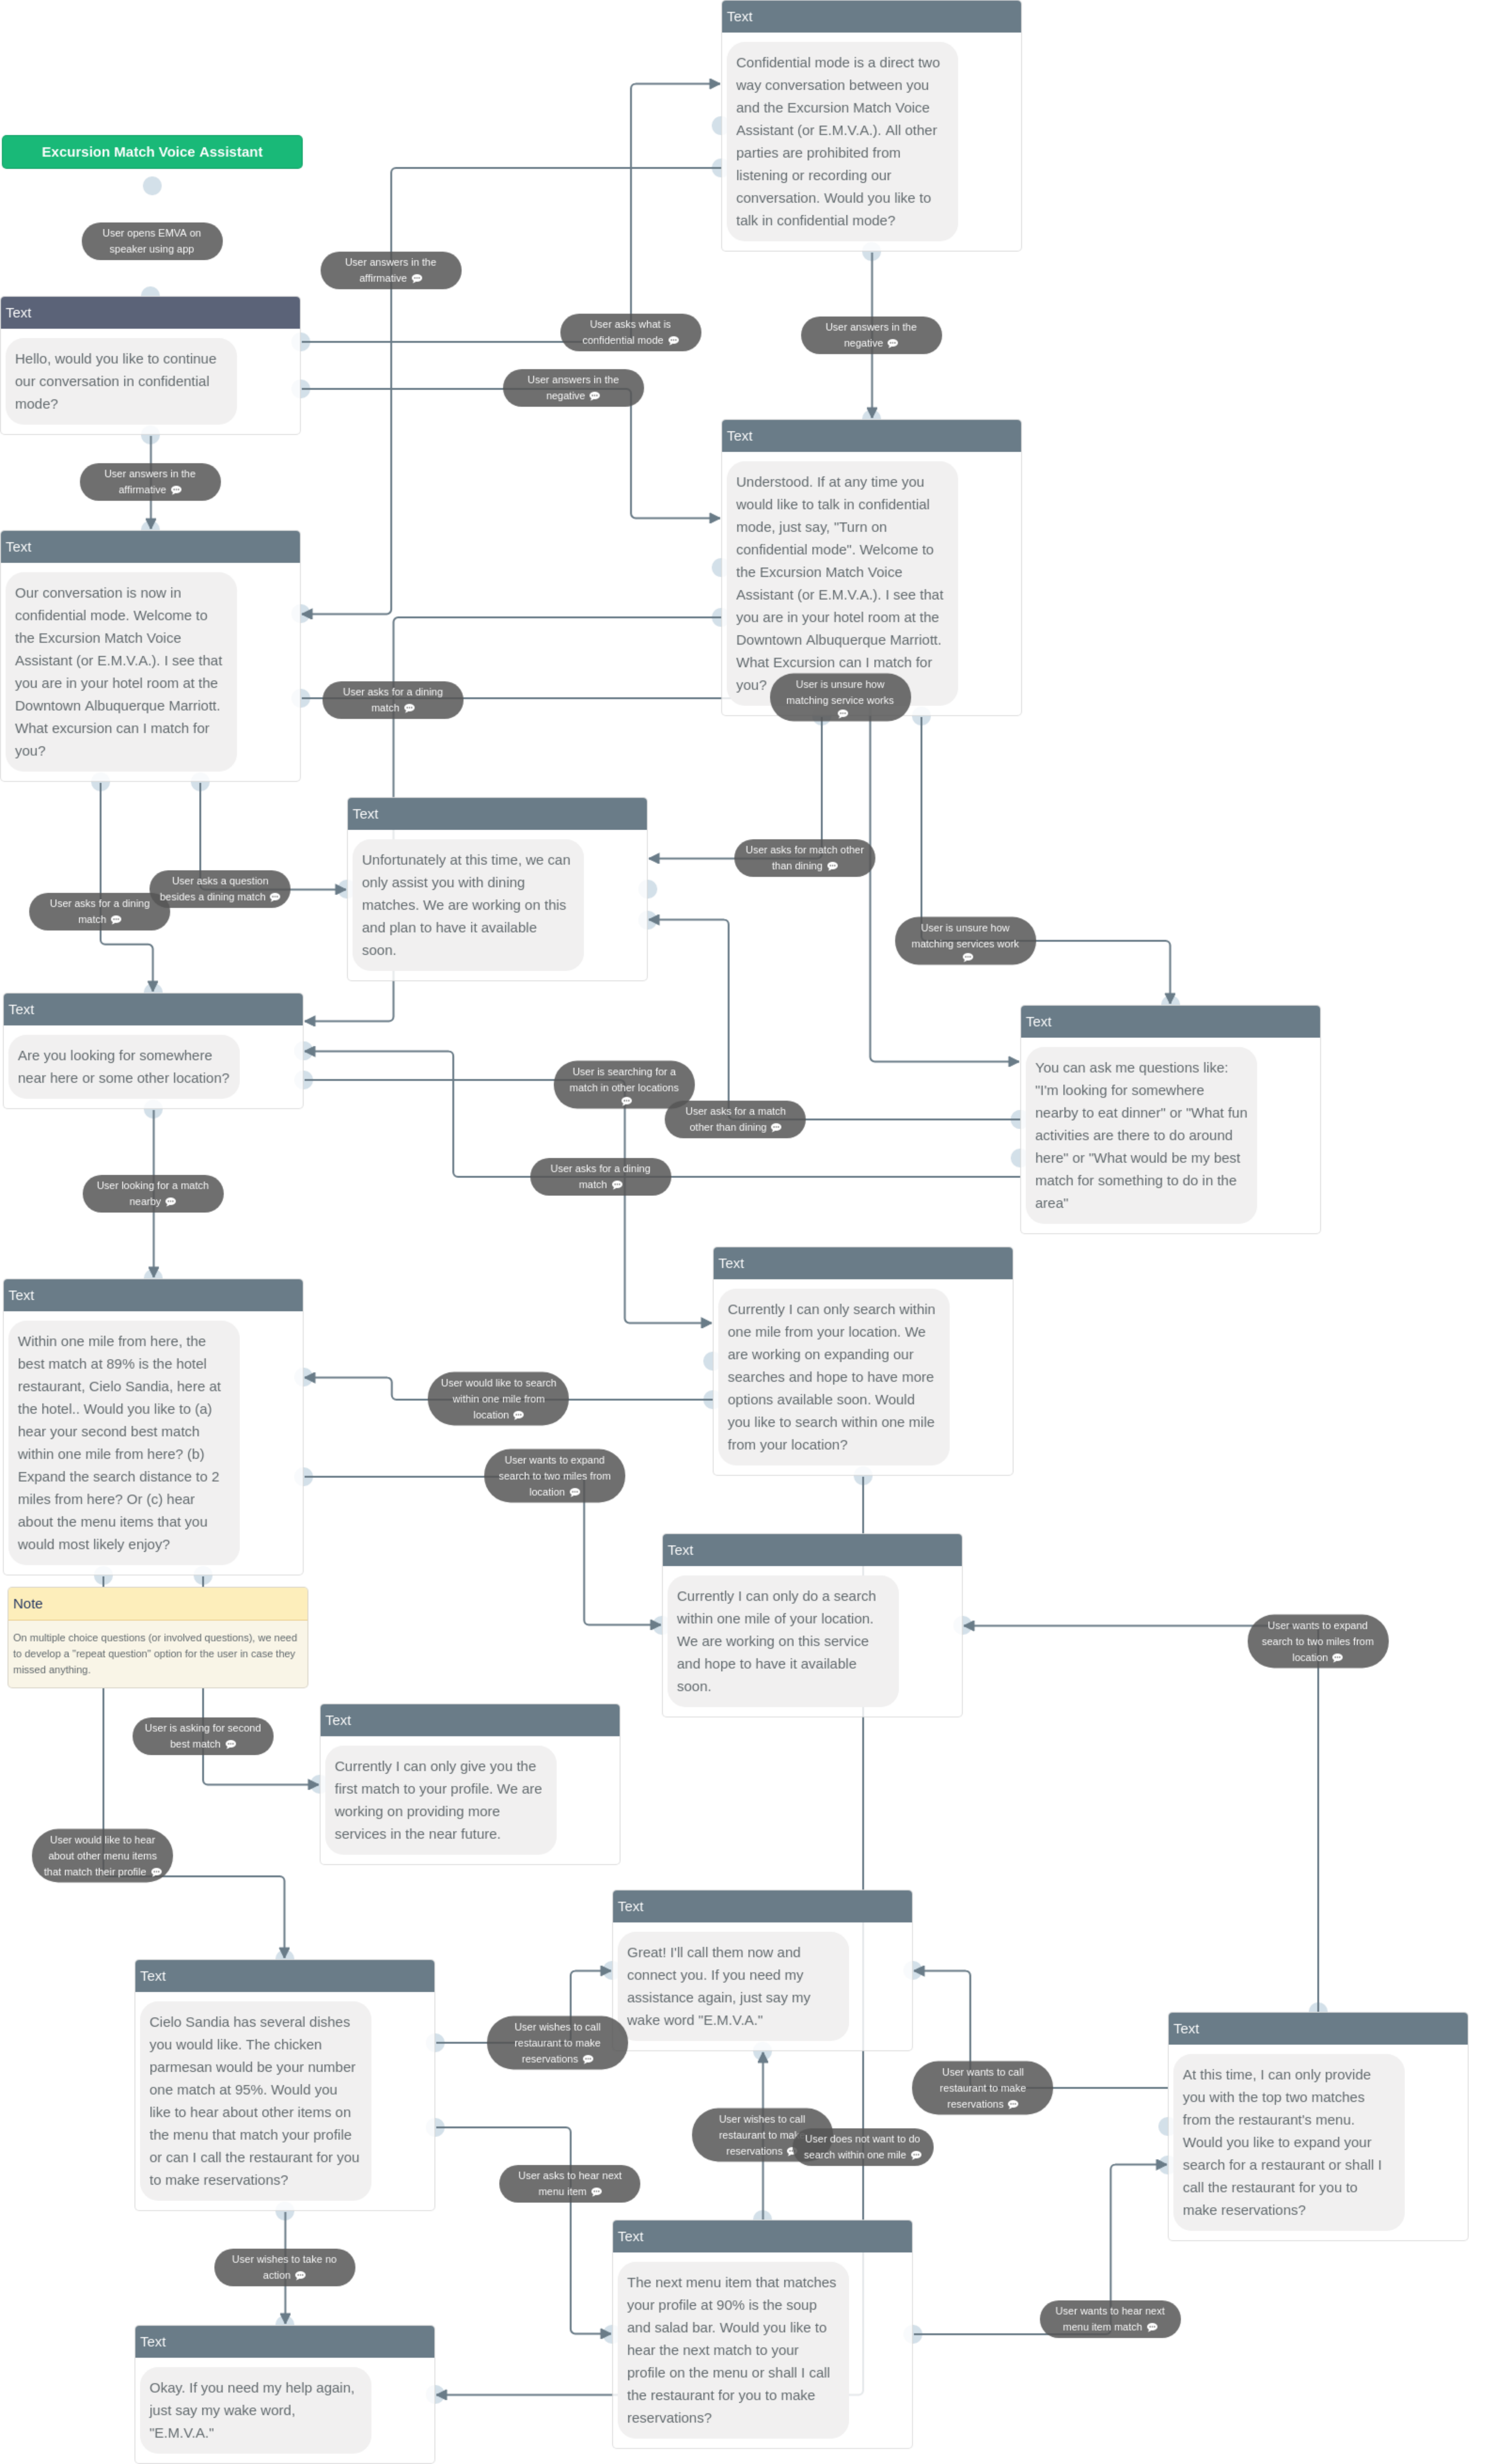 Text
Confidential mode is a direct two
way conversation between you
and the Excursion Match Voice
Assistant (or E.M.V.A.). All other
parties are prohibited from
listening or recording our
conversation. Would you like to
talk in confidential mode?
Excursion Match Voice Assistant
User opens EMVA on
speaker using app
User answers in the
affirmative
Text
Hello, would you like to continue
our conversation in confidential
mode?
User asks what is
confidential mode
User answers in the
negative
User answers in the
negative
User answers in the
affirmative
Text
Understood. If at any time you
would like to talk in confidential
mode, just say, "Turn on
confidential mode". Welcome to
the Excursion Match Voice
Assistant (or E.M.V.A.). I see that
you are in your hotel room at the
Downtown Albuquerque Marriott.
What Excursion can I match for
you?
Text
Our conversation is now in
confidential mode. Welcome to
the Excursion Match Voice
Assistant (or E.M.V.A.). I see that
you are in your hotel room at the
Downtown Albuquerque Marriott.
What excursion can I match for
you?
User asks for a dining
match
User is unsure how
matching service works
Text
Unfortunately at this time, we can
only assist you with dining
matches. We are working on this
and plan to have it available
soon.
User asks for match other
than dining
User asks a question
besides a dining match
User asks for a dining
match
User is unsure how
matching services work
Text
Are you looking for somewhere
near here or some other location?
Text
You can ask me questions like:
"I'm looking for somewhere
nearby to eat dinner" or "What fun
activities are there to do around
here" or "What would be my best
match for something to do in the
area"
User is searching for a
match in other locations
User asks for a match
other than dining
User asks for a dining
match
User looking for a match
nearby
Text
Currently I can only search within
one mile from your location. We
are working on expanding our
searches and hope to have more
options available soon. Would
you like to search within one mile
from your location?
Text
Within one mile from here, the
best match at 89% is the hotel
restaurant, Cielo Sandia, here at
the hotel.. Would you like to (a)
hear your second best match
within one mile from here? (b)
Expand the search distance to 2
miles from here? Or (c) hear
about the menu items that you
would most likely enjoy?
User would like to search
within one mile from
location
User wants to expand
search to two miles from
location
Text
Currently I can only do a search
within one mile of your location.
We are working on this service
and hope to have it available
soon.
User wants to expand
search to two miles from
location
Note
On multiple choice questions (or involved questions), we need
to develop a "repeat question" option for the user in case they
missed anything.
User is asking for second
best match
Text
Currently I can only give you the
first match to your profile. We are
working on providing more
services in the near future.
User would like to hear
about other menu items
that match their profile
Text
Great! I'll call them now and
connect you. If you need my
assistance again, just say my
wake word "E.M.V.A."
Text
Cielo Sandia has several dishes
you would like. The chicken
parmesan would be your number
one match at 95%. Would you
like to hear about other items on
the menu that match your profile
or can I call the restaurant for you
to make reservations?
User wishes to call
restaurant to make
reservations
User wants to call
restaurant to make
reservations
Text
At this time, I can only provide
you with the top two matches
from the restaurant's menu.
Would you like to expand your
search for a restaurant or shall I
call the restaurant for you to
make reservations?
User wishes to call
restaurant to make
reservations
User does not want to do
search within one mile
User asks to hear next
menu item
User wishes to take no
action
Text
The next menu item that matches
your profile at 90% is the soup
and salad bar. Would you like to
hear the next match to your
profile on the menu or shall I call
the restaurant for you to make
reservations?
User wants to hear next
menu item match
Text
Okay. If you need my help again,
just say my wake word,
"E.M.V.A."